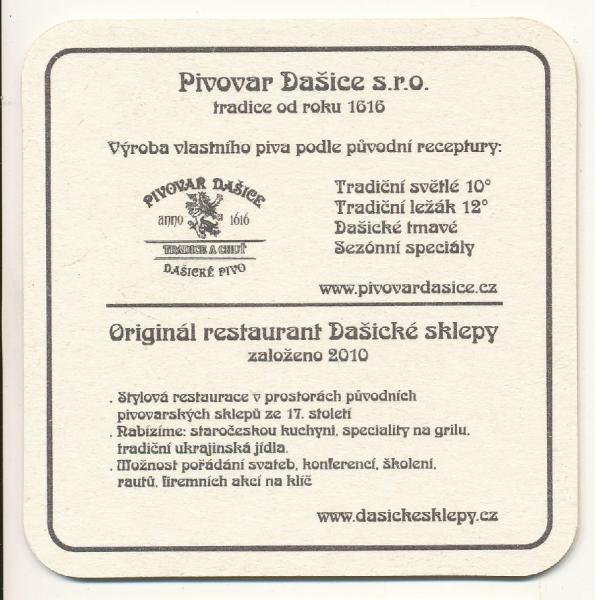 Pivovar Dašice s.r.o.
tradice od roku 1616
Výroba vlastního piva podle původní receptury:
PIVOVAR DAŠICE
anno 1616
TRADICE A CHUŤ
DAŠICKÉ PIVO
Tradiční světlé 10°
Tradiční ležák 12°
Dašické tmavé
Sezónní speciály
www.pivovardasice.cz
Originál restaurant Dašické sklepy
založeno 2010
. Stylová restaurace v prostorách původních
pivovarských sklepů ze 17. století
. Nabízíme: staročeskou kuchyni, speciality na grilu,
tradiční ukrajinská jídla.
. Možnost pořádání svateb, konferencí, školení,
rautů, firemních akcí na klíč
www.dasickesklepy.cz